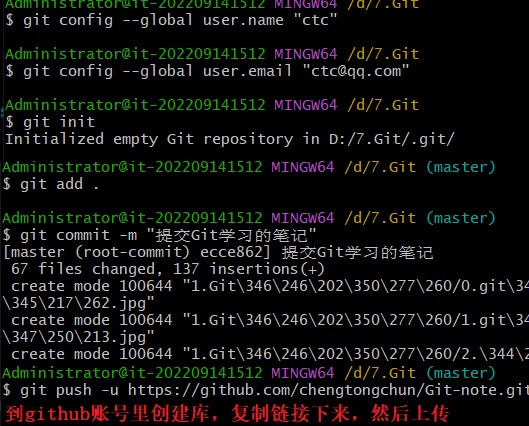 Administrator@it-202209141512 MINGW64 /d/7.Git
$ git config --global user.name "ctc"
Administrator@it-202209141512 MINGW64 /d/7.Git
$ git config --global user.email "ctc@qq.com"
Administrator@it-202209141512 MINGW64 /d/7.Git
$ git init
Initialized empty Git repository in D:/7.Git/.git/
Administrator@it-202209141512 MINGW64 /d/7.Git (master)
$ git add .
Administrator@it-202209141512 MINGW64 /d/7.Git (master)
$ git commit -m "提交Git学习的笔记"
[master (root-commit) ecce862] 提交Git学习的笔记
67 files changed, 137 insertions(+)
create mode 100644 "1.Git\346\246\202\350\277\260/0.git\34
\345\217\262.jpg"
create mode 100644 "1.Git\346\246\202\350\277\260/1.git\34
\347\250\213.jpg"
create mode 100644 "1.Git\346\246\202\350\277\260/2.\344\2
Administrator@it-202209141512 MINGW64 /d/7.Git (master)
$ git push -u https://github.com/chengtongchun/Git-note.git
到github账号里创建库，复制链接下来，然后上传